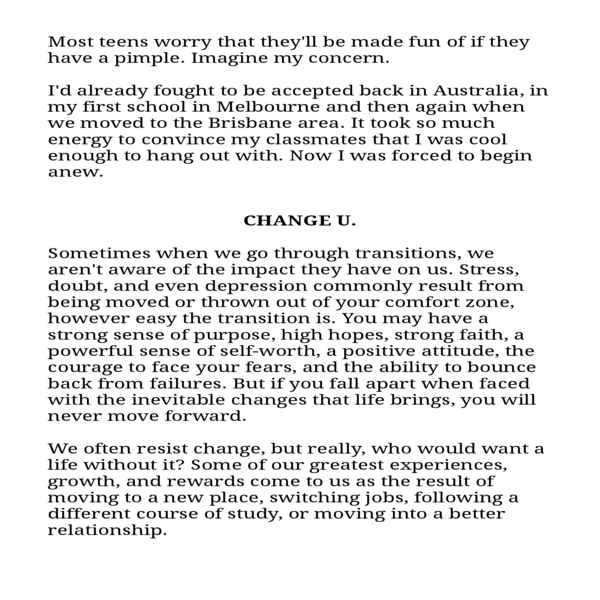 Most teens worry that they'll be made fun of if they
have a pimple. Imagine my concern.
I'd already fought to be accepted back in Australia, in
my first school in Melbourne and then again when
we moved to the Brisbane area. It took so much
energy to convince my classmates that I was cool
enough to hang out with. Now I was forced to begin
anew.
CHANGE U.
Sometimes when we go through transitions, we
aren't aware of the impact they have on us. Stress,
doubt, and even depression commonly result from
being moved or thrown out of your comfort zone,
however easy the transition is. You may have a
strong sense of purpose, high hopes, strong faith, a
powerful sense of self-worth, a positive attitude, the
courage to face your fears, and the ability to bounce
back from failures. But if you fall apart when faced
with the inevitable changes that life brings, you will
never move forward.
We often resist change, but really, who would want a
life without it? Some of our greatest experiences,
growth, and rewards come to us as the result of
moving to a new place, switching jobs, following a
different course of study, or moving into a better
relationship.